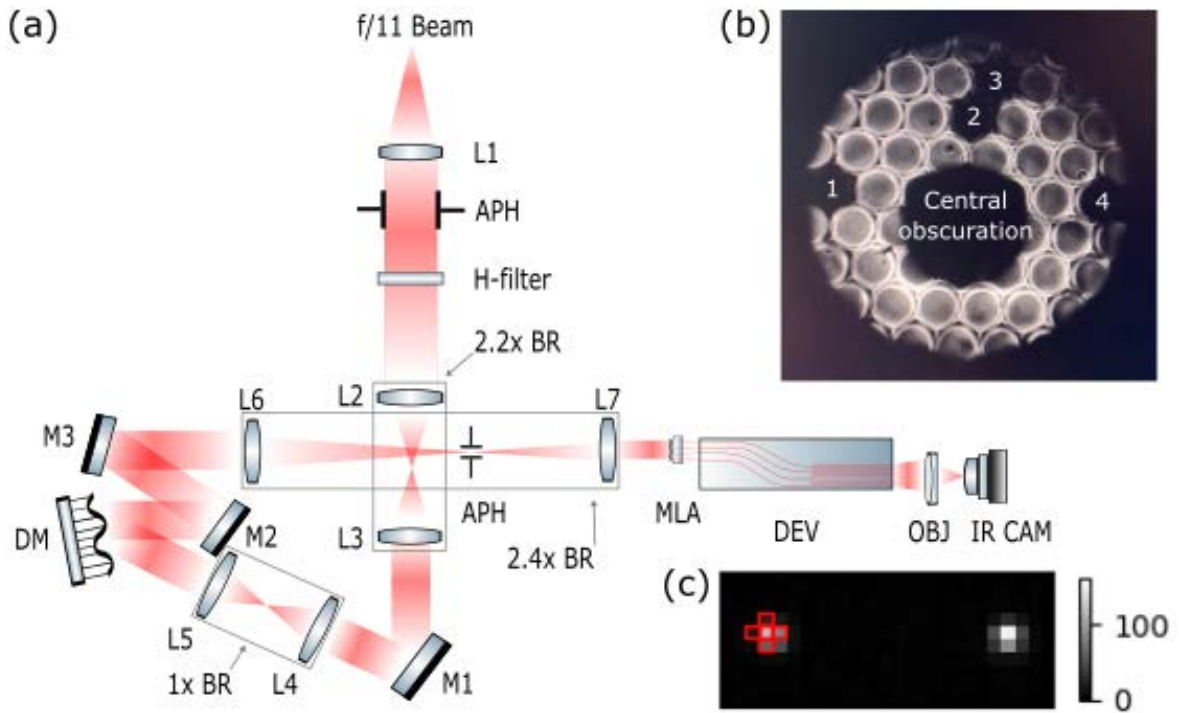 (a)
f/11 Beam
L1
APH
H-filter
2.2x BR
L2
L6
L7
M3
DM
M2
L3
APH
2.4x BR
MLA
DEV
OBJ
IR CAM
L5
1x BR
L4
M1
(b)
3
2
1
Central
obscuration
4
(c)
100
0